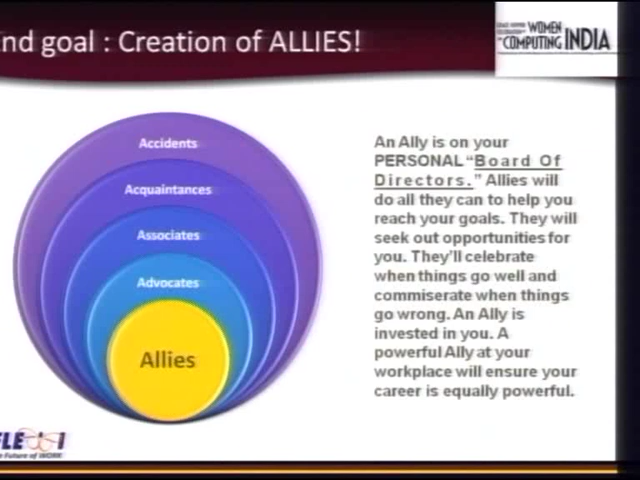 nd goal : Creation of ALLIES!
WOMEN
COMPUTING INDIA
Accidents
Acquaintances
Associates
Advocates
Allies
An Ally is on your
PERSONAL “Board Of
Directors.” Allies will
do all they can to help you
reach your goals. They will
seek out opportunities for
you. They’ll celebrate
when things go well and
commiserate when things
go wrong. An Ally is
invested in you. A
powerful Ally at your
workplace will ensure your
career is equally powerful.
Future of WORK